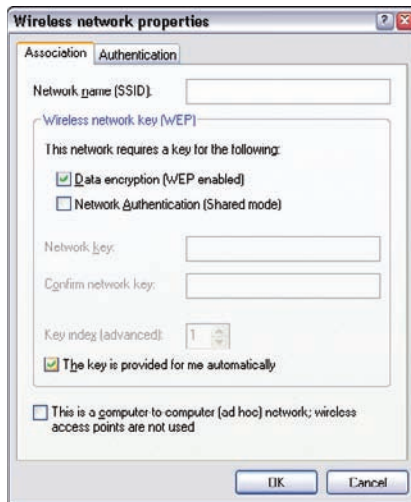 Wireless network properties
Association
Authentication
Network name (SSID):
Wireless network key (WEP)
This network requires a key for the following:
Data encryption (WEP enabled)
Network Authentication (Shared mode)
Network key:
Confirm network key:
Key index (advanced): 1
The key is provided for me automatically
This is a computer-to-computer (ad hoc) network; wireless
access points are not used
OK Cancel